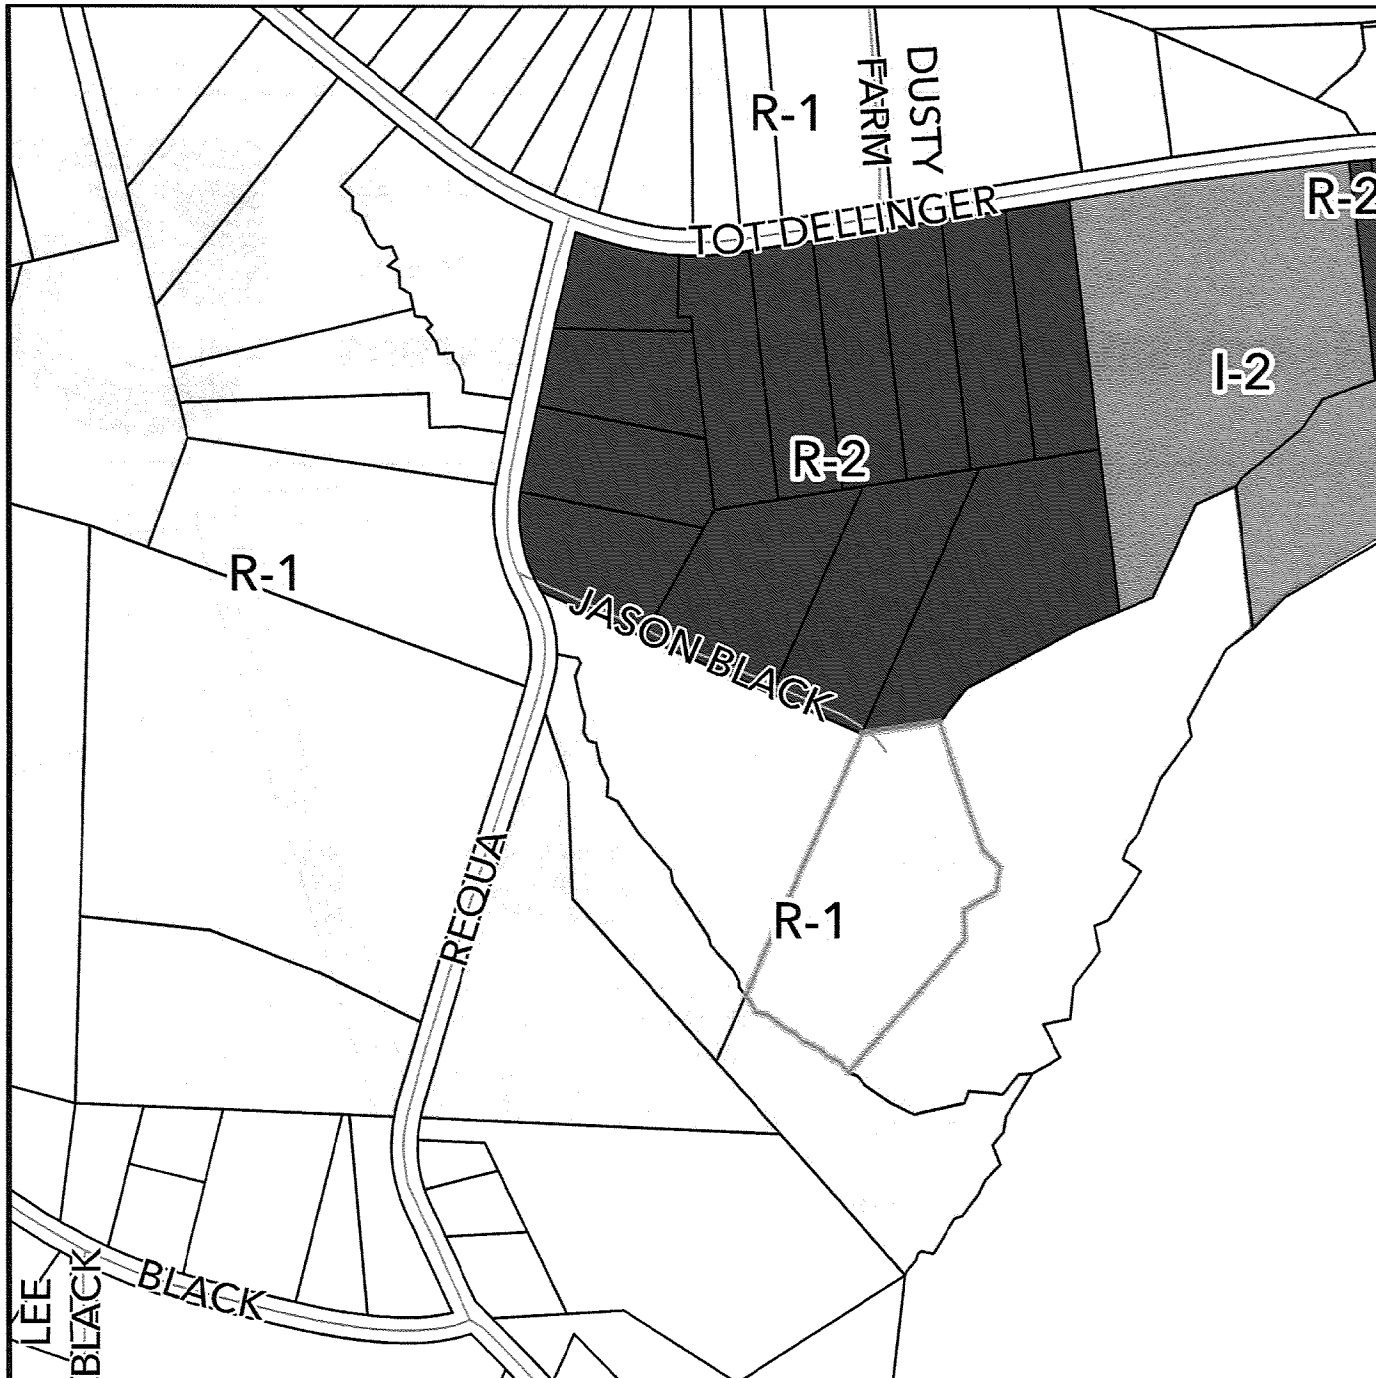 R-1
DUSTY
FARM
TOT DELLINGER
R-2
I-2
R-2
R-1
JASON BLACK
REQUA
R-1
BLACK
LEE
BLACK